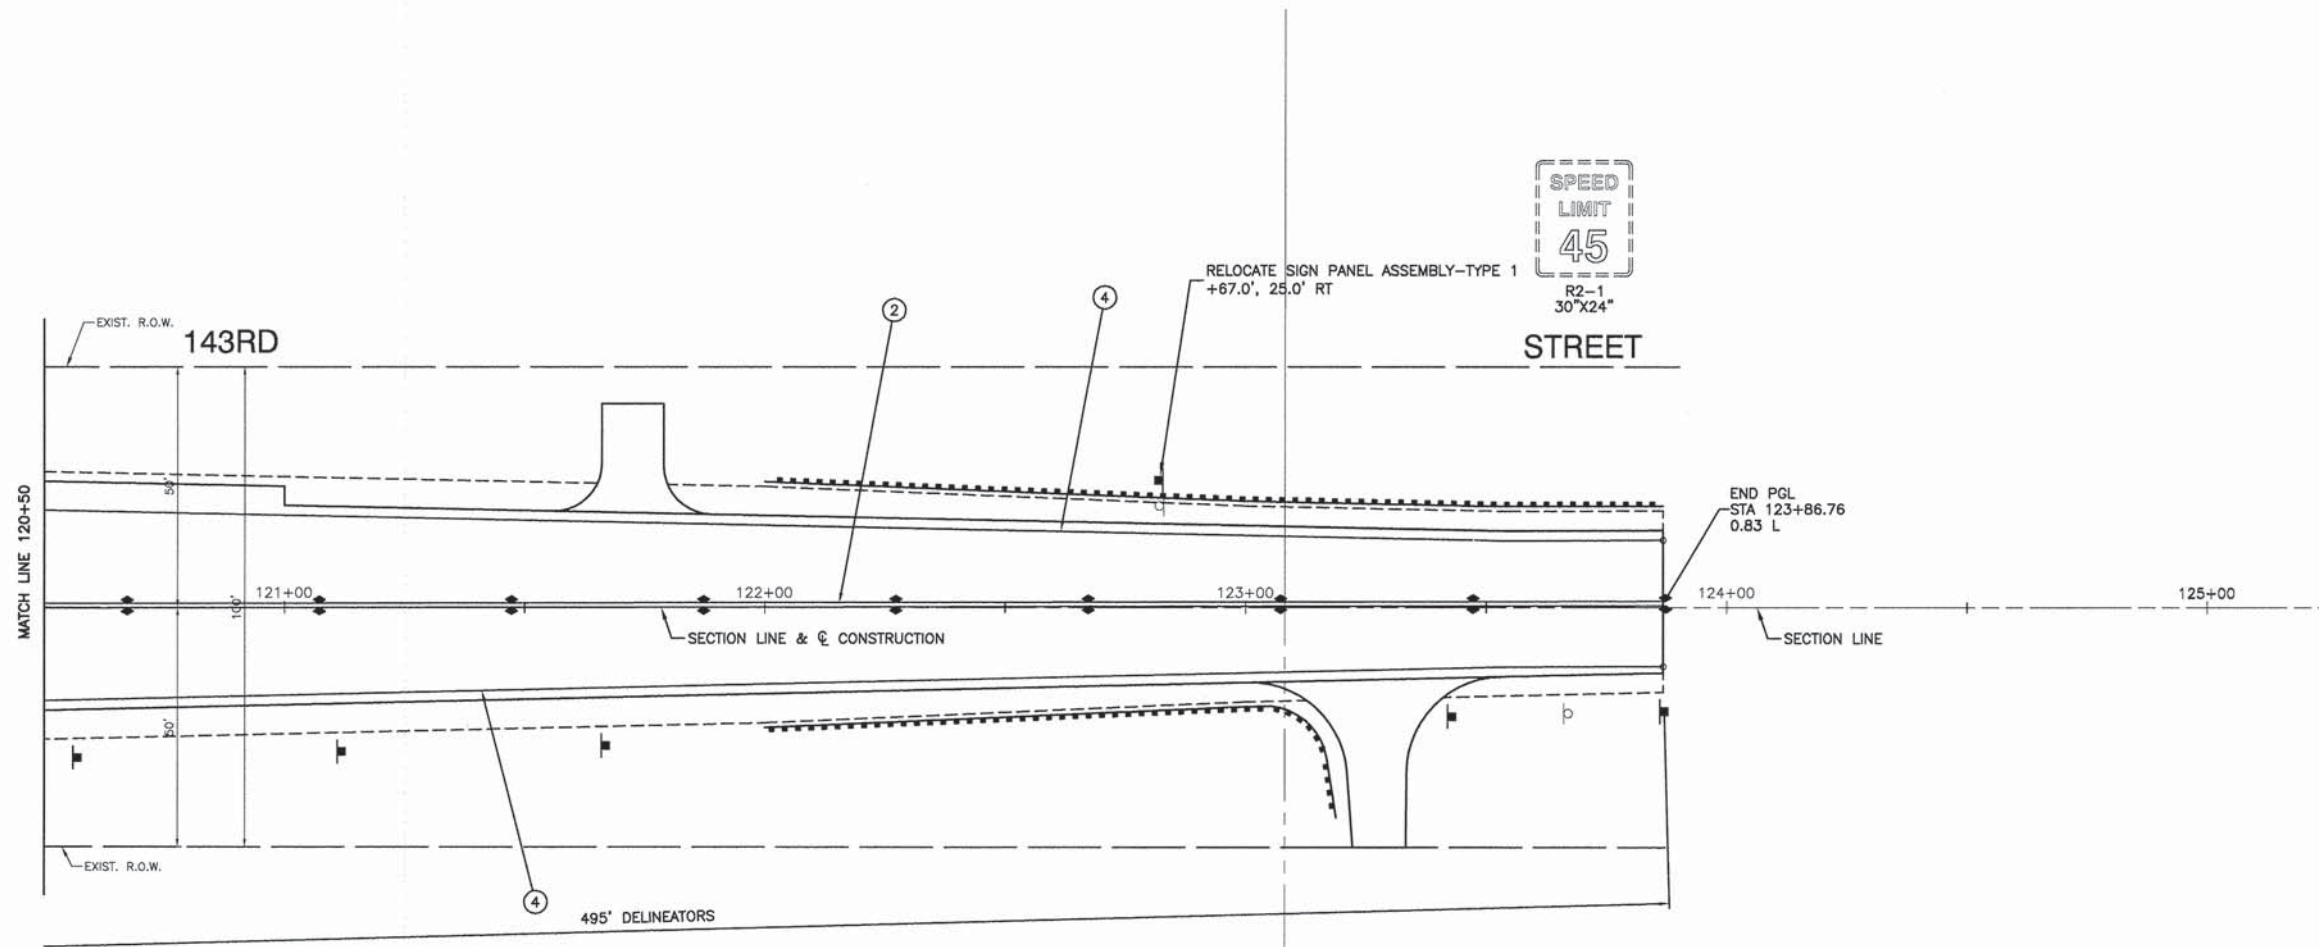 SPEED
LIMIT
45
R2-1
30"X24"
RELOCATE SIGN PANEL ASSEMBLY-TYPE 1
+67.0', 25.0' RT
2
4
EXIST. R.O.W.
143RD
STREET
MATCH LINE 120+50
50'
100'
50'
END PGL
STA 123+86.76
0.83 L
121+00
122+00
123+00
124+00
125+00
SECTION LINE & ℄ CONSTRUCTION
SECTION LINE
EXIST. R.O.W.
4
495' DELINEATORS